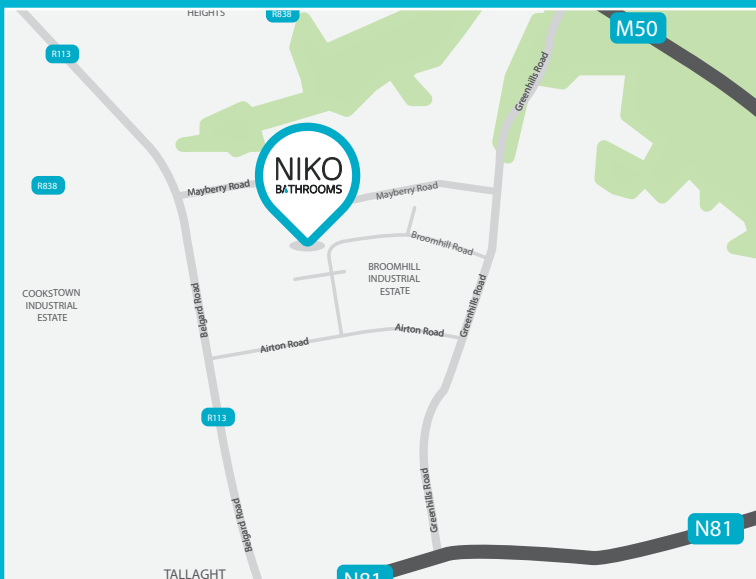 HEIGHTS
R838
M50
R113
Greenhills Road
NIKO
BATHROOMS
R838
Mayberry Road
Mayberry Road
Broomhill Road
BROOMHILL
INDUSTRIAL
ESTATE
COOKSTOWN
INDUSTRIAL
ESTATE
Belgard Road
Greenhills Road
Airton Road
Airton Road
R113
Greenhills Road
Belgard Road
N81
TALLAGHT
N81